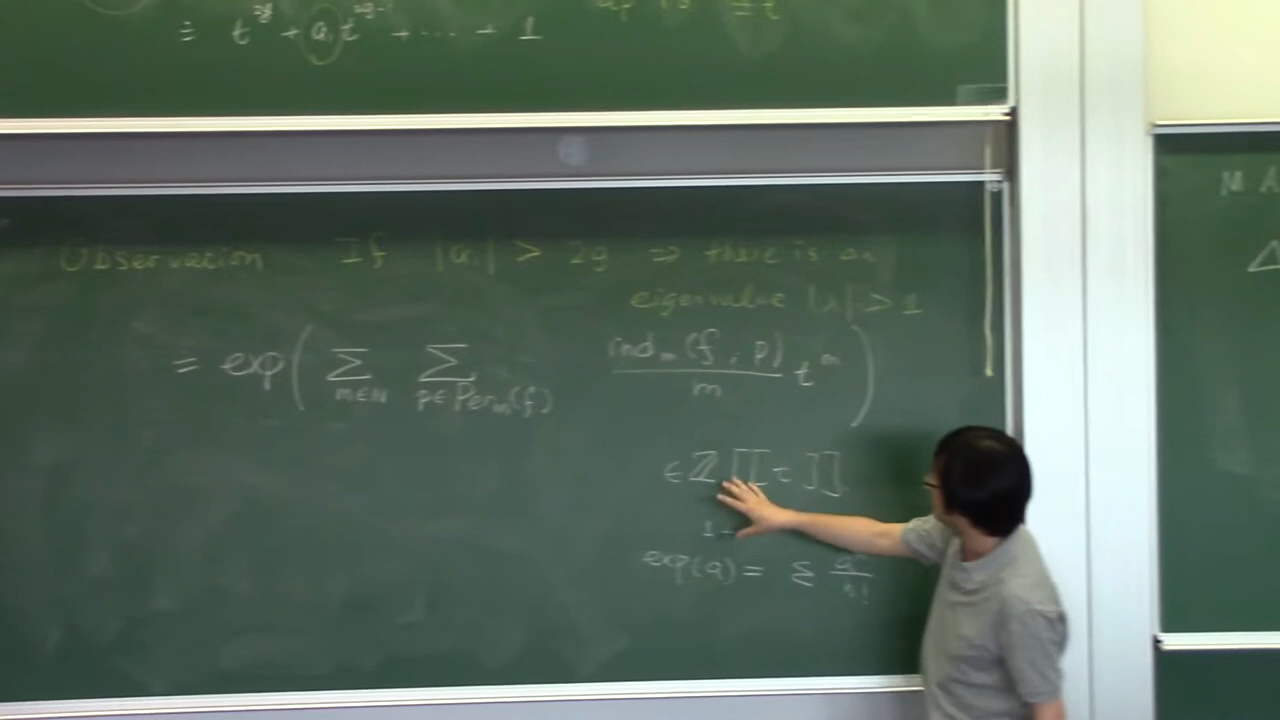 ≡ t^{2g} + a_1 t^{2g-1} + ... + 1
≠ t
Observation If |a_1| > 2g ⇒ there is an
eigenvalue |λ| > 1
= exp( Σ_{m∈N} Σ_{p∈Per_m(f)} ind_m(f, p)/m t^m )
∈ Z[[t]]
1 -
exp(a) = Σ
M A
Δ